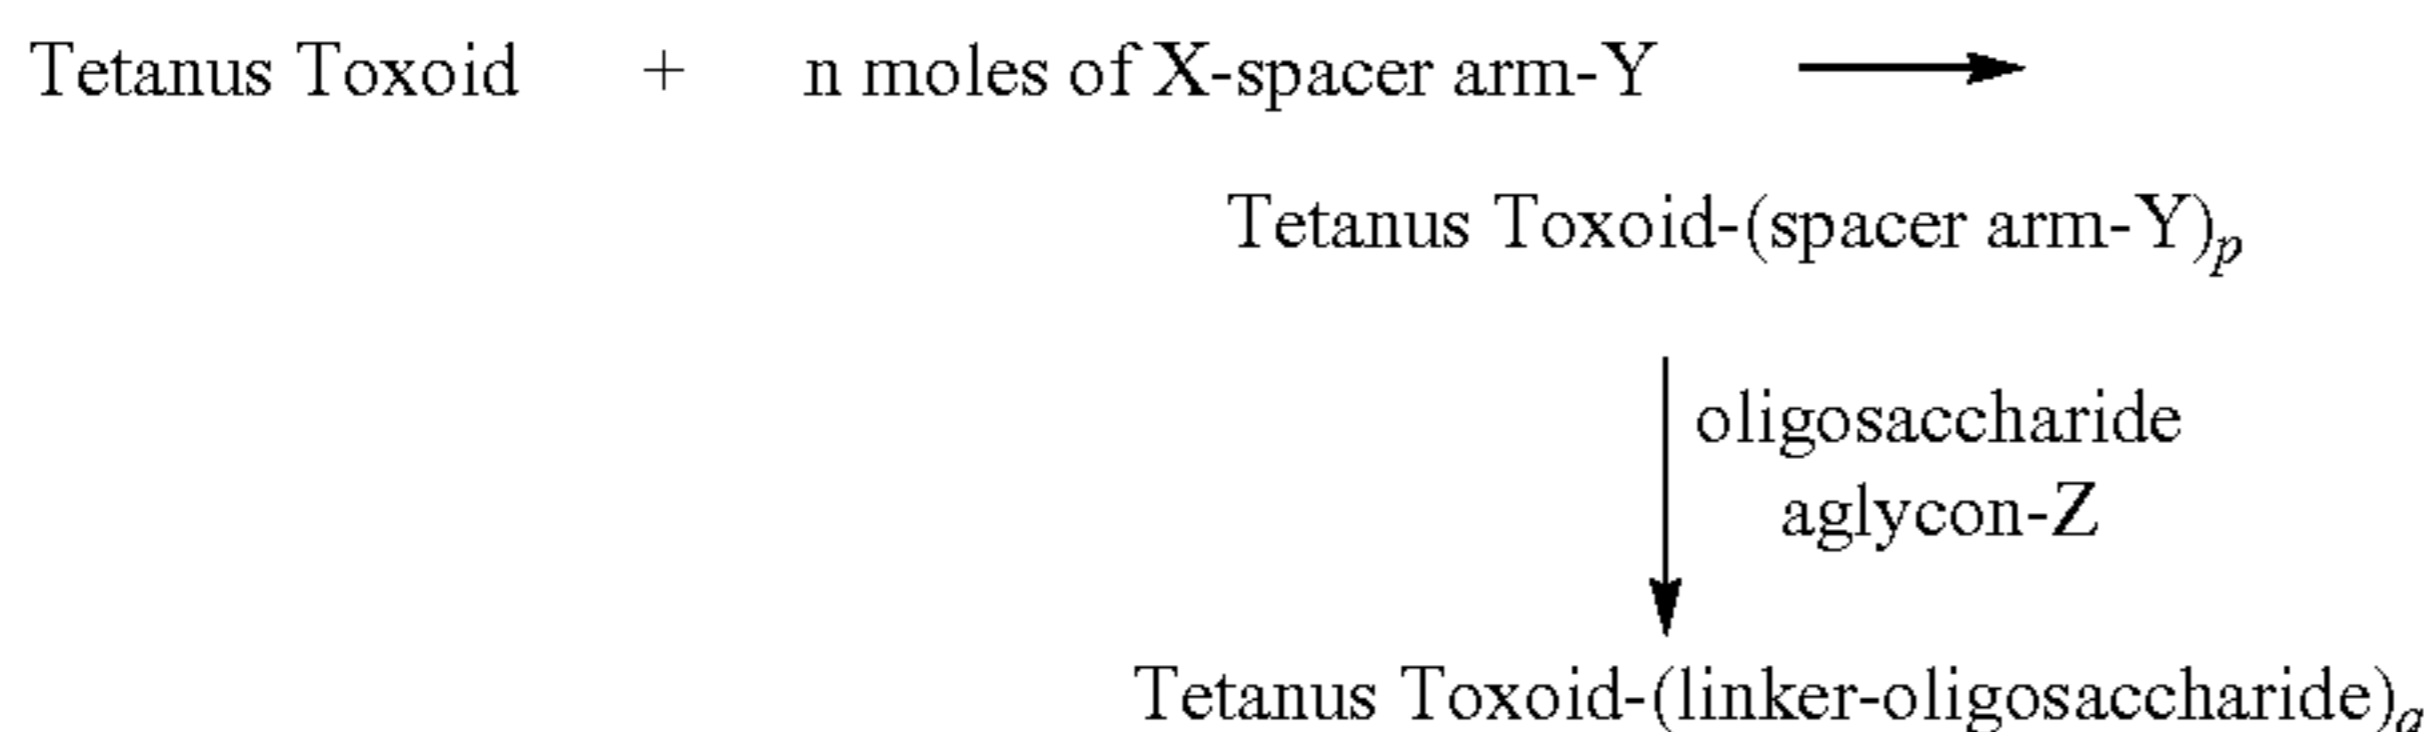 Tetanus Toxoid + n moles of X-spacer arm-Y
Tetanus Toxoid-(spacer arm-Y)p
oligosaccharide
aglycon-Z
Tetanus Toxoid-(linker-oligosaccharide)q